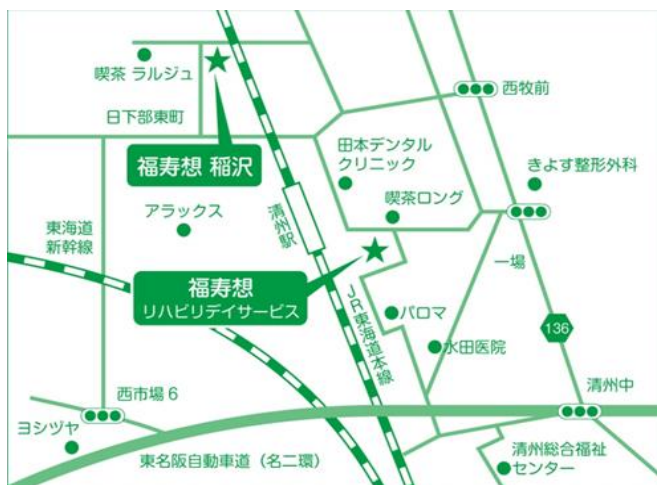 喫茶 ラルジュ
西牧前
日下部東町
田本デンタル
クリニック
福寿想 稲沢
きよす整形外科
喫茶ロング
アラックス
清州駅
東海道
新幹線
一場
福寿想
リハビリデイサービス
JR東海道本線
パロマ
136
水田医院
西市場6
清州中
ヨシヅヤ
東名阪自動車道(名二環)
清州総合福祉
センター